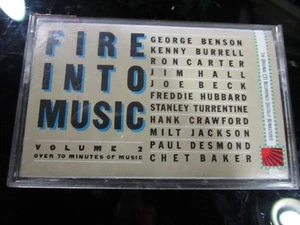 FIRE
INTO
MUSIC
VOLUME 2
OVER 70 MINUTES OF MUSIC
GEORGE BENSON
KENNY BURRELL
RON CARTER
JIM HALL
JOE BECK
FREDDIE HUBBARD
STANLEY TURRENTINE
HANK CRAWFORD
MILT JACKSON
PAUL DESMOND
CHET BAKER